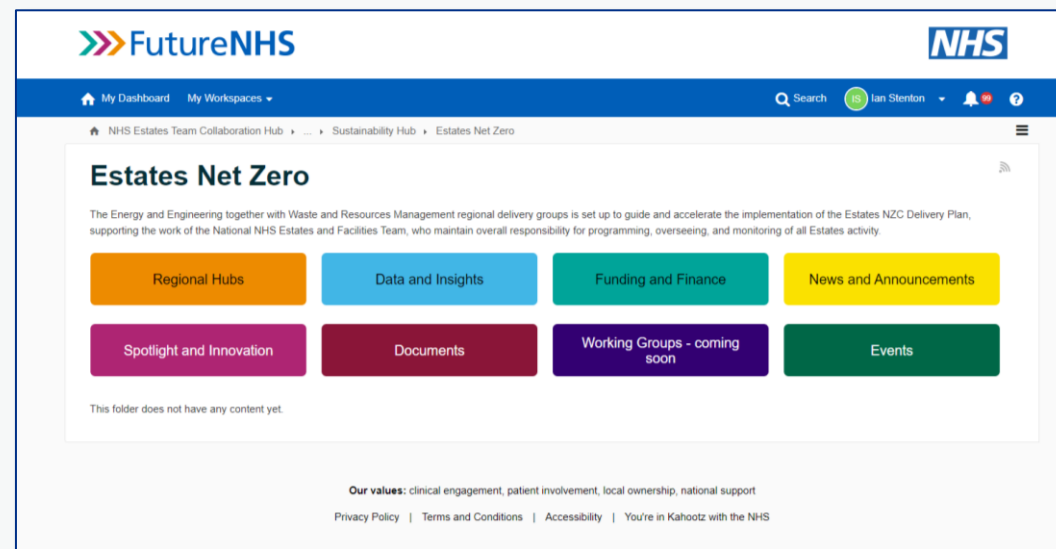 FutureNHS
NHS
My Dashboard My Workspaces
Search IS Ian Stenton 99 ?
NHS Estates Team Collaboration Hub ... Sustainability Hub Estates Net Zero
Estates Net Zero
The Energy and Engineering together with Waste and Resources Management regional delivery groups is set up to guide and accelerate the implementation of the Estates NZC Delivery Plan,
supporting the work of the National NHS Estates and Facilities Team, who maintain overall responsibility for programming, overseeing, and monitoring of all Estates activity.
Regional Hubs
Data and Insights
Funding and Finance
News and Announcements
Spotlight and Innovation
Documents
Working Groups - coming
soon
Events
This folder does not have any content yet.
Our values: clinical engagement, patient involvement, local ownership, national support
Privacy Policy | Terms and Conditions | Accessibility | You're in Kahootz with the NHS